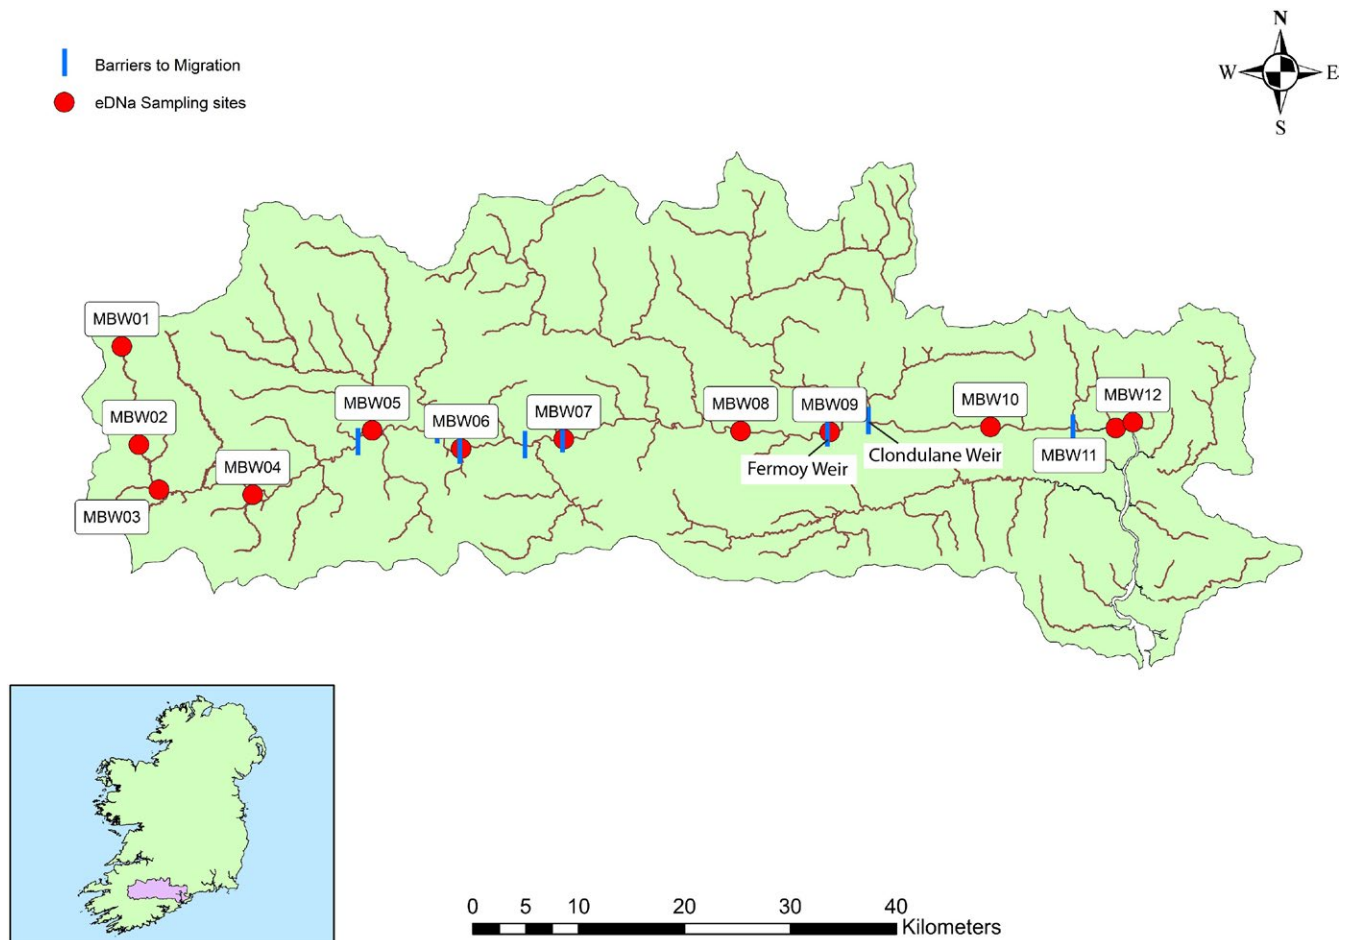 N
W
E
S
Barriers to Migration
eDNa Sampling sites
MBW01
MBW02
MBW03
MBW04
MBW05
MBW06
MBW07
MBW08
MBW09
MBW10
MBW11
MBW12
Fermoy Weir
Clondulane Weir
0 5 10 20 30 40
Kilometers